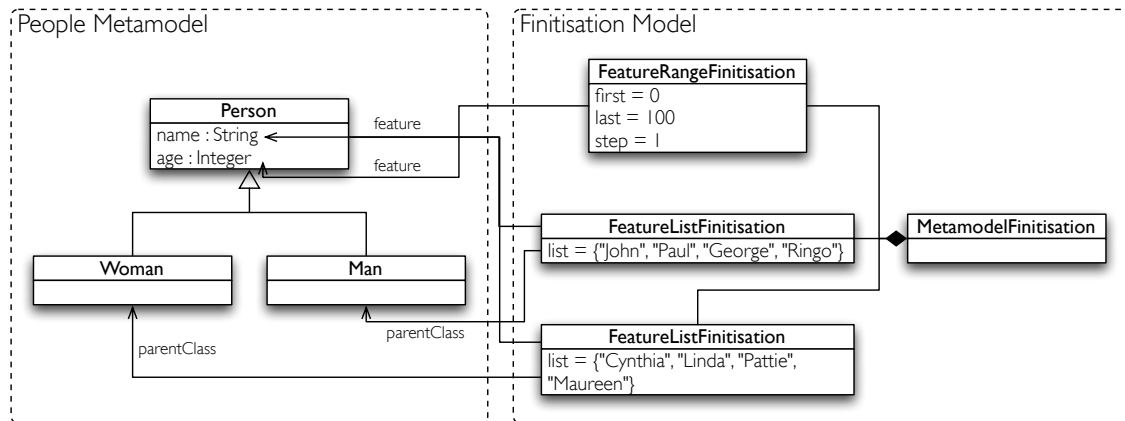 People Metamodel
Finitisation Model
FeatureRangeFinitisation
first = 0
last = 100
step = 1
Person
name : String
age : Integer
feature
feature
FeatureListFinitisation
list = {"John", "Paul", "George", "Ringo"}
MetamodelFinitisation
Woman
Man
parentClass
parentClass
FeatureListFinitisation
list = {"Cynthia", "Linda", "Pattie",
"Maureen"}